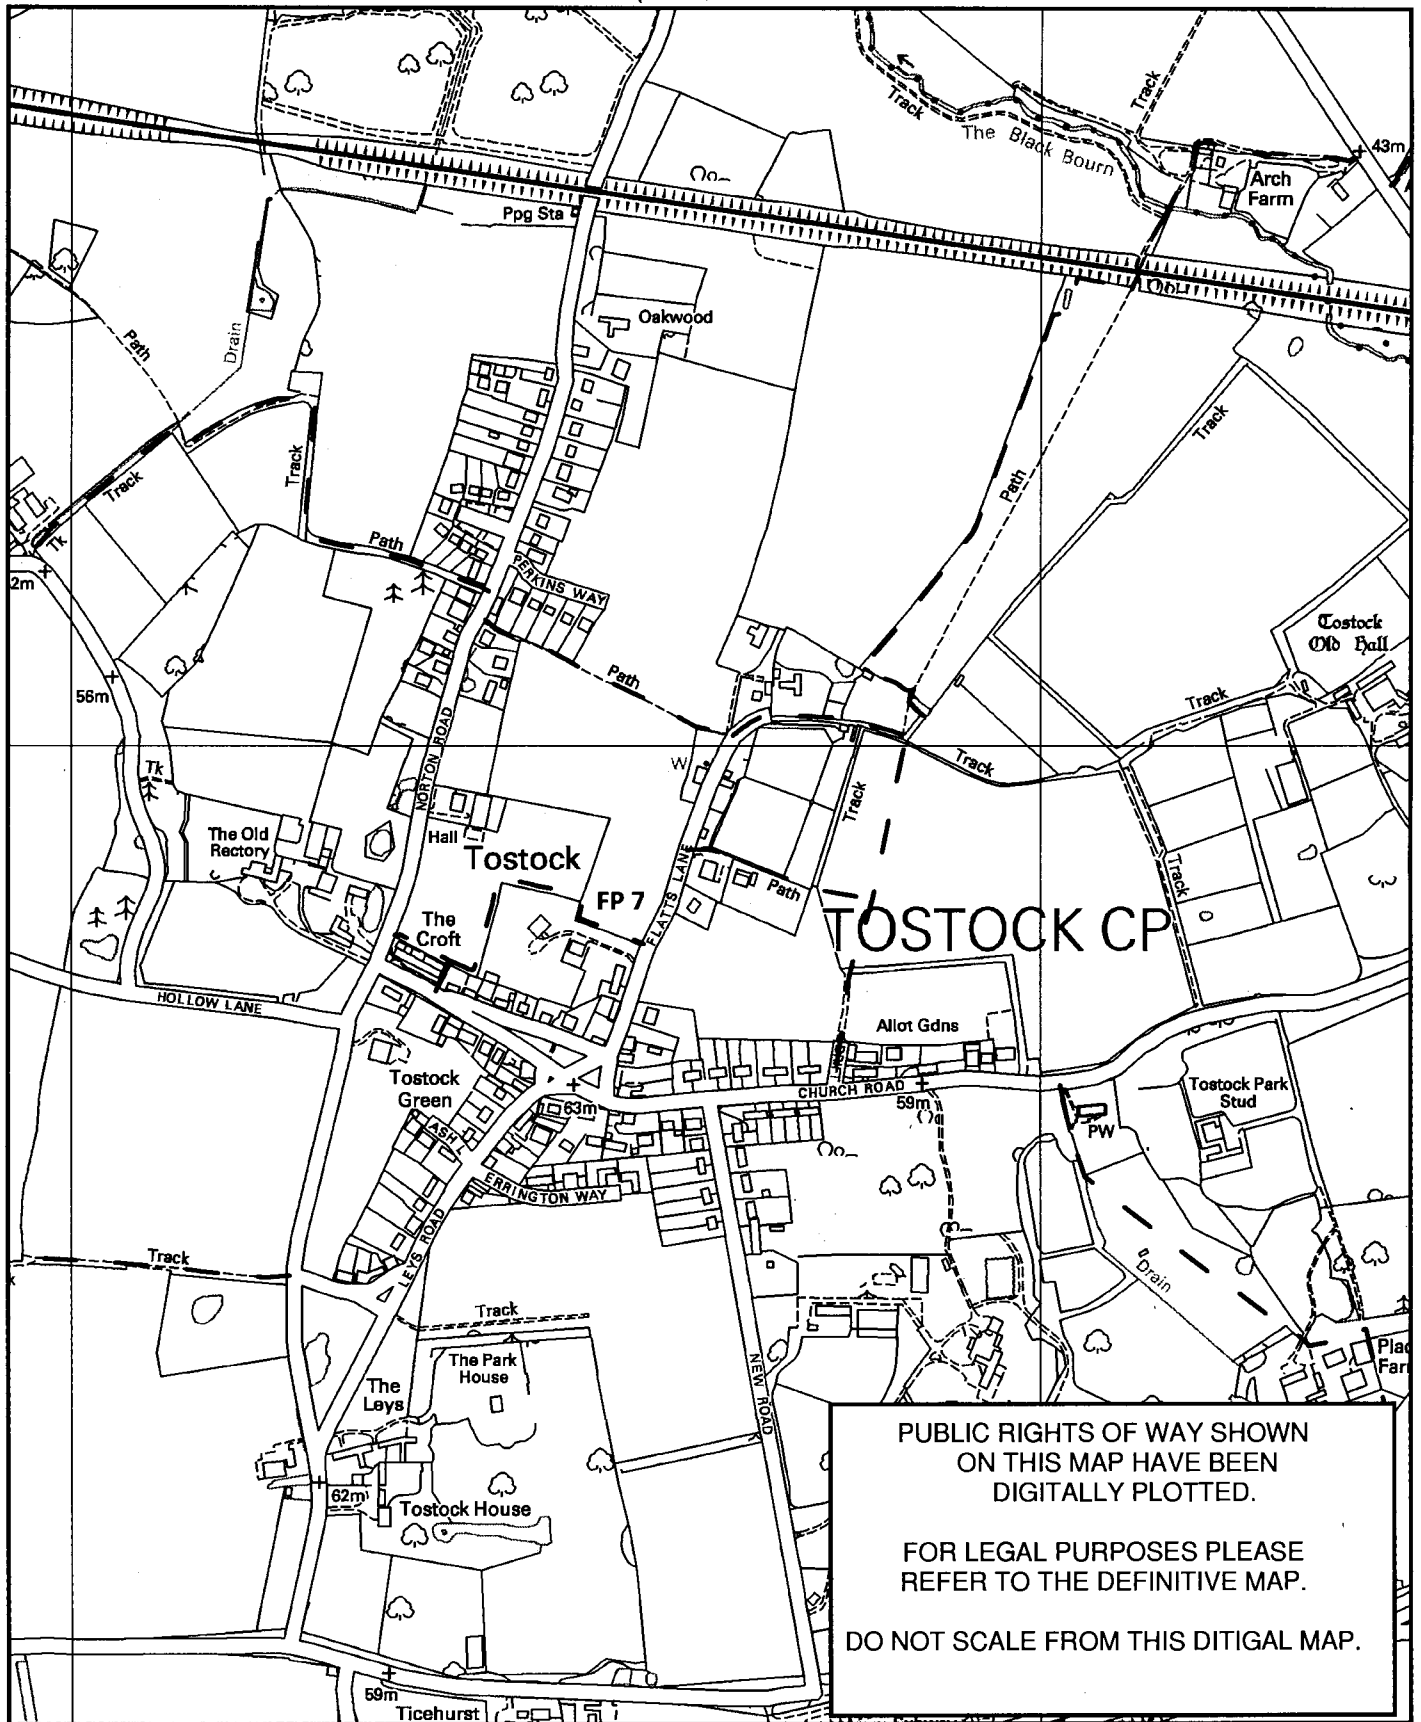 Track
Track
The Black Bourn
43m
Arch
Farm
Ppg Sta
Oakwood
Path
Drain
Track
Track
Tk
Path
Track
Path
2m
PERKINS WAY
Tostock
Old Hall
56m
Path
Track
NORTON ROAD
Tk
W
Track
Track
The Old
Rectory
Hall
Tostock
FLATTS LANE
Path
Track
FP 7
TOSTOCK CP
The
Croft
HOLLOW LANE
Allot Gdns
Tostock
Green
63m
CHURCH ROAD
59m
Tostock Park
Stud
PW
ASH L
ERRINGTON WAY
LEYS ROAD
Track
Drain
Track
The Park
House
NEW ROAD
The
Leys
62m
Tostock House
59m
Ticehurst
PUBLIC RIGHTS OF WAY SHOWN
ON THIS MAP HAVE BEEN
DIGITALLY PLOTTED.
FOR LEGAL PURPOSES PLEASE
REFER TO THE DEFINITIVE MAP.
DO NOT SCALE FROM THIS DITIGAL MAP.